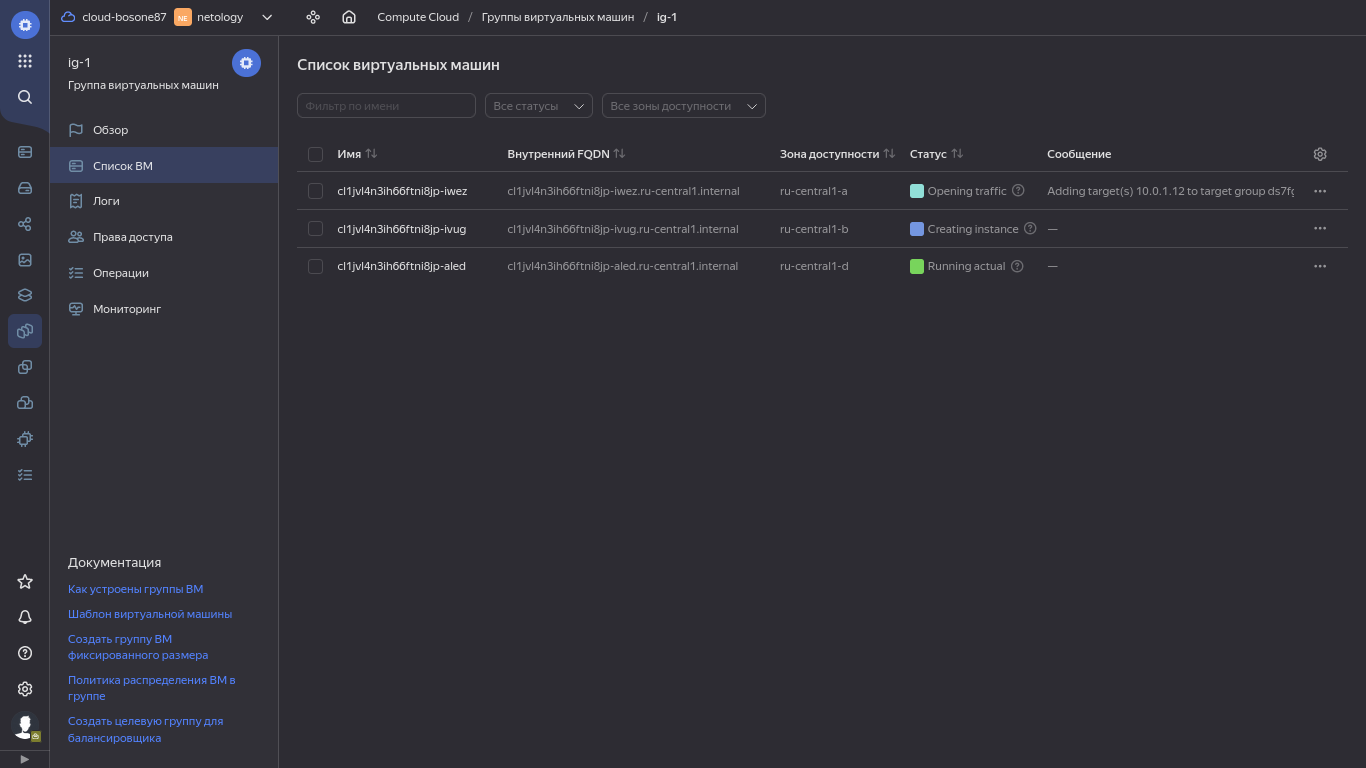 cloud-bosone87 NE netology
Compute Cloud / Группы виртуальных машин / ig-1
ig-1
Группа виртуальных машин
Обзор
Список ВМ
Логи
Права доступа
Операции
Мониторинг
Документация
Как устроены группы ВМ
Шаблон виртуальной машины
Создать группу ВМ
фиксированного размера
Политика распределения ВМ в
группе
Создать целевую группу для
балансировщика
Список виртуальных машин
Фильтр по имени Все статусы Все зоны доступности
Имя Внутренний FQDN Зона доступности Статус Сообщение
cl1jvl4n3ih66ftni8jp-iwez cl1jvl4n3ih66ftni8jp-iwez.ru-central1.internal ru-central1-a Opening traffic Adding target(s) 10.0.1.12 to target group ds7f
cl1jvl4n3ih66ftni8jp-ivug cl1jvl4n3ih66ftni8jp-ivug.ru-central1.internal ru-central1-b Creating instance —
cl1jvl4n3ih66ftni8jp-aled cl1jvl4n3ih66ftni8jp-aled.ru-central1.internal ru-central1-d Running actual —